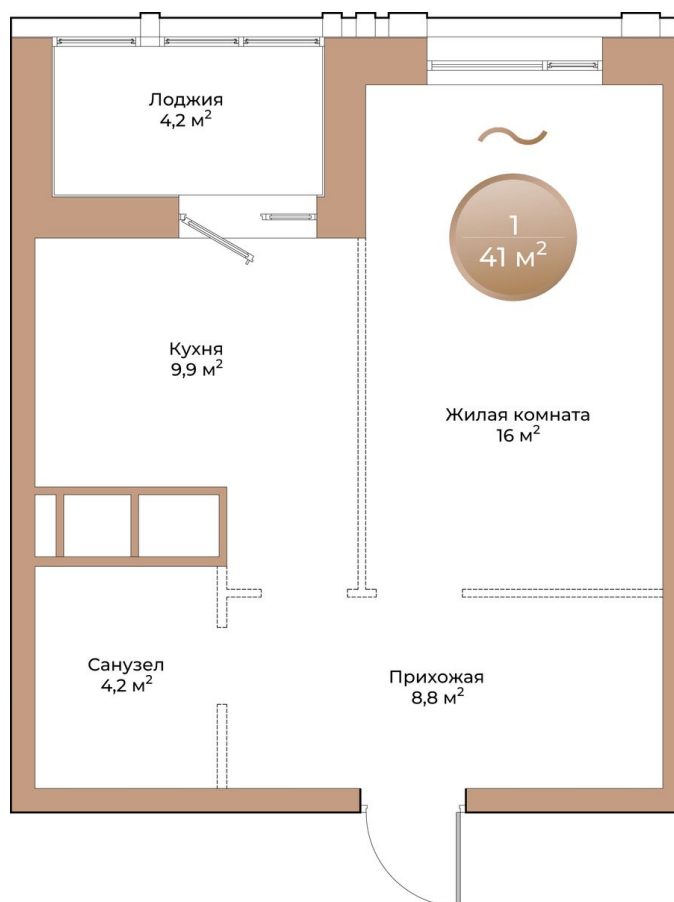 Лоджия
4,2 м²
1
41 м²
Кухня
9,9 м²
Жилая комната
16 м²
Санузел
4,2 м²
Прихожая
8,8 м²